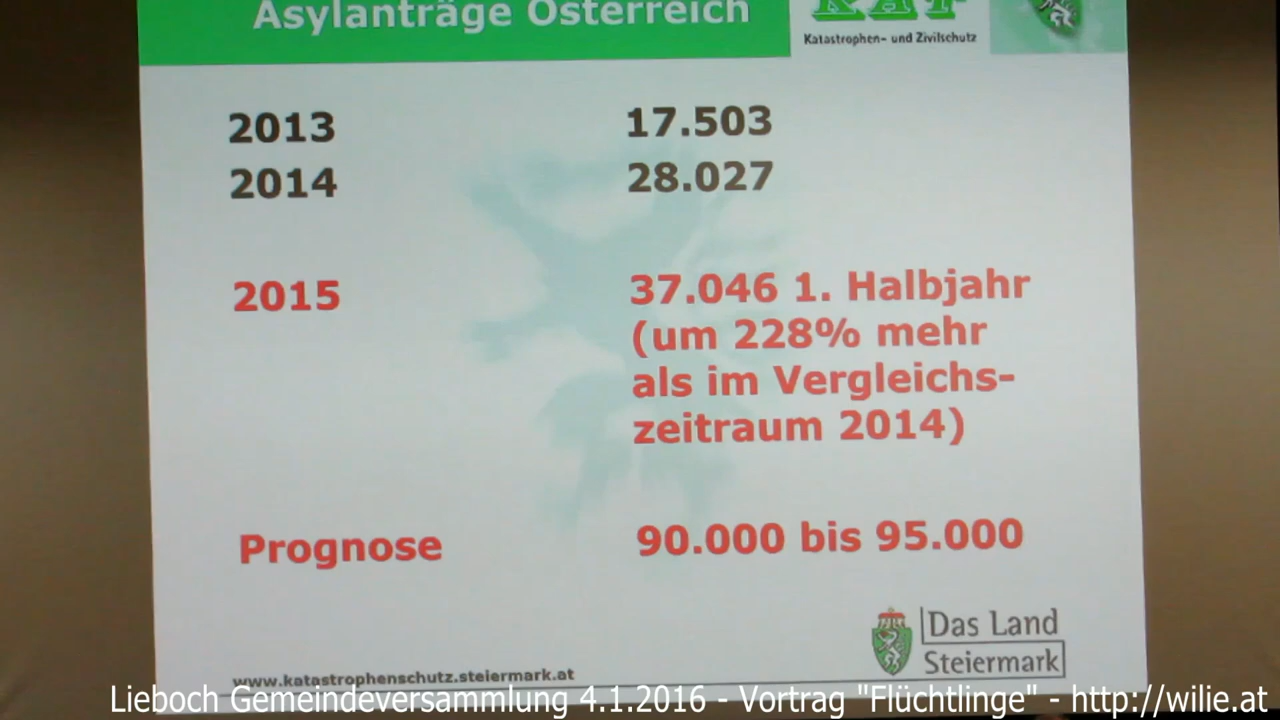 Asylanträge Österreich
KAT
Katastrophen- und Zivilschutz
2013 17.503
2014 28.027
2015 37.046 1. Halbjahr
(um 228% mehr
als im Vergleichs-
zeitraum 2014)
Prognose 90.000 bis 95.000
Das Land
Steiermark
www.katastrophenschutz.steiermark.at
Lieboch Gemeindeversammlung 4.1.2016 - Vortrag "Flüchtlinge" - http://wilie.at